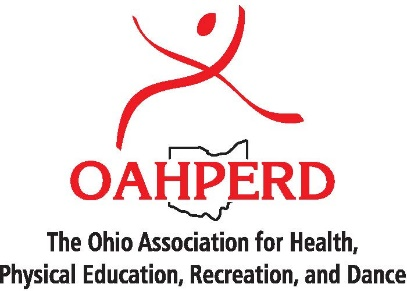 OAHPERD
The Ohio Association for Health,
Physical Education, Recreation, and Dance